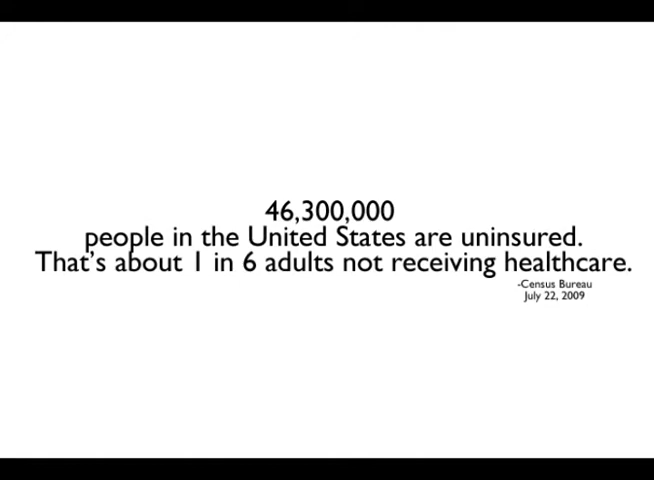 46,300,000
people in the United States are uninsured.
That's about 1 in 6 adults not receiving healthcare.
-Census Bureau
July 22, 2009